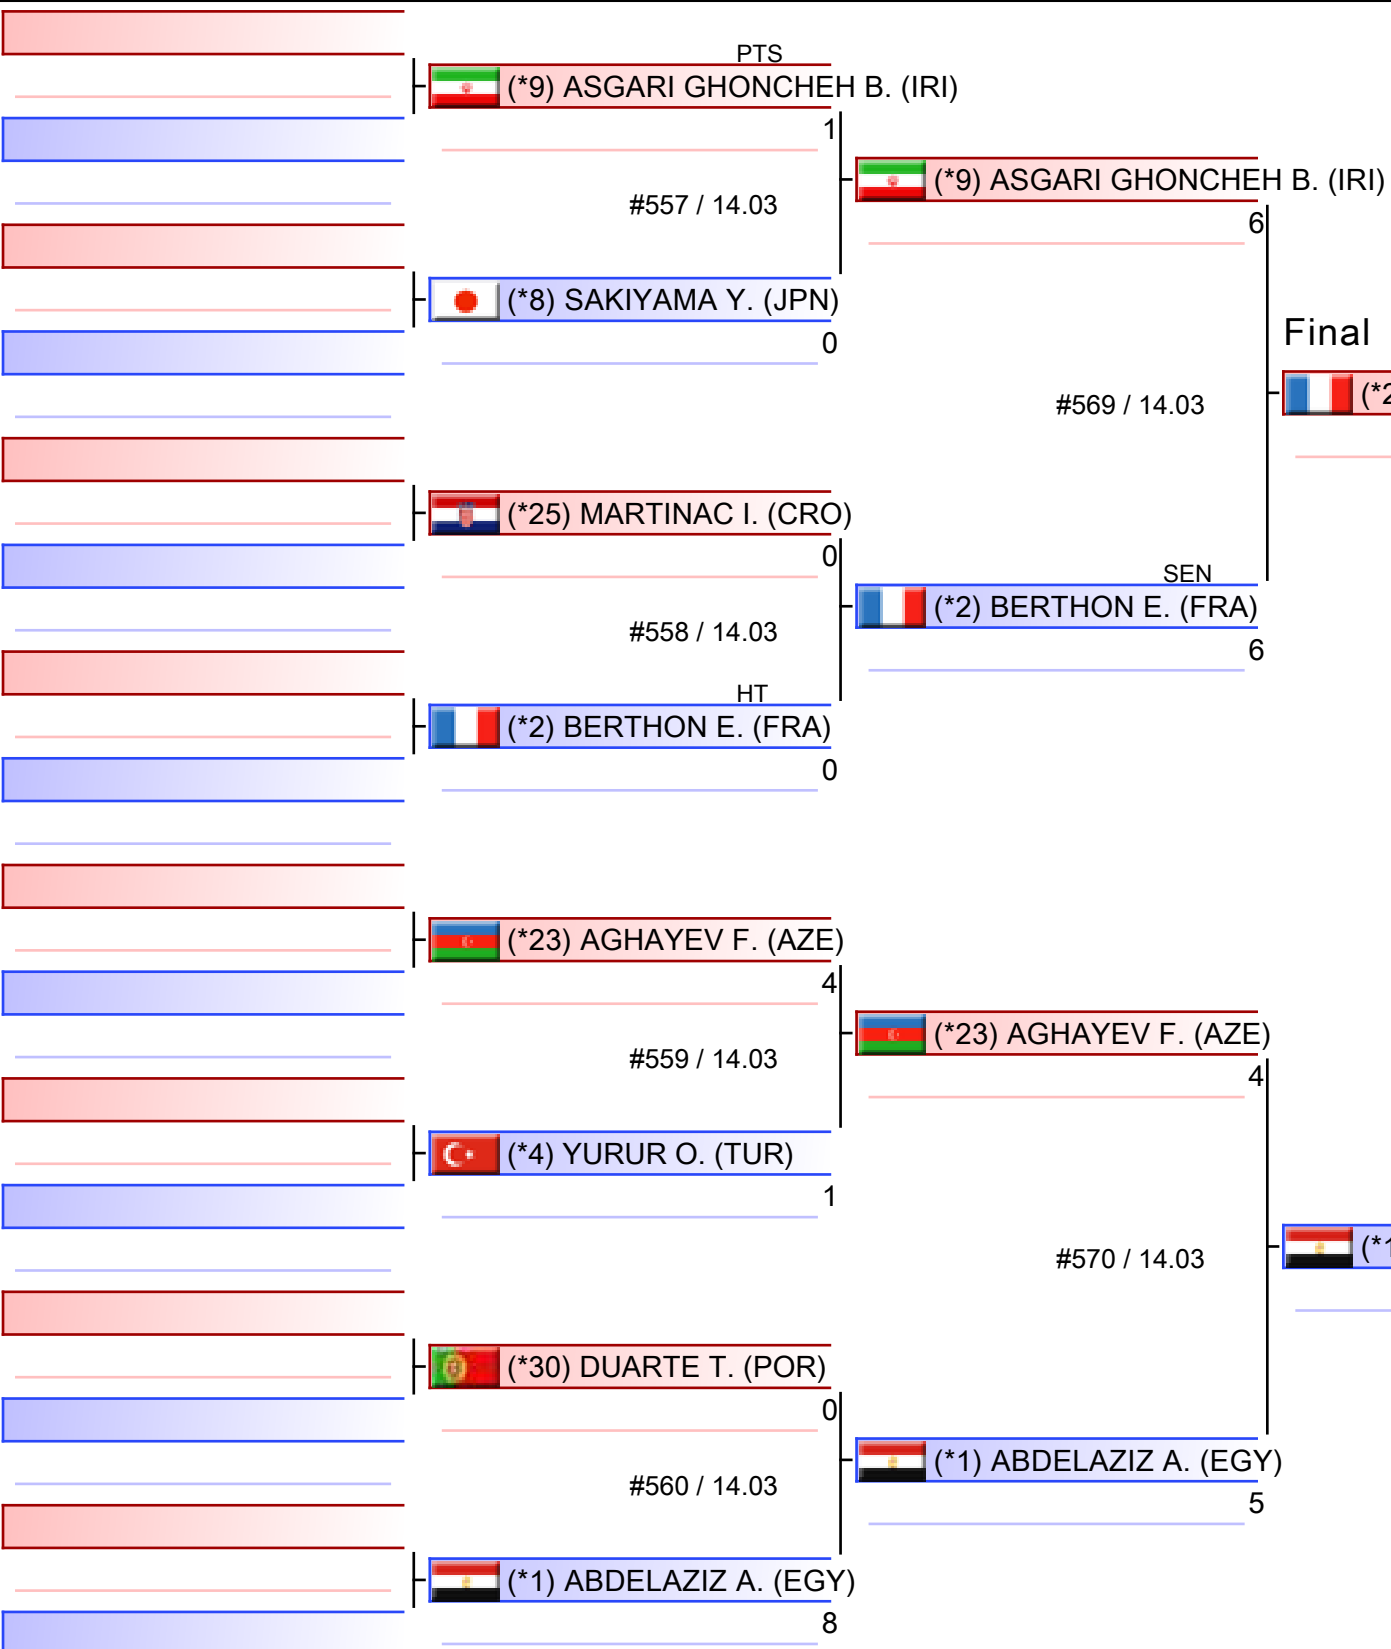 PTS
(*9) ASGARI GHONCHEH B. (IRI)
1
(*9) ASGARI GHONCHEH B. (IRI)
#557 / 14.03
6
(*8) SAKIYAMA Y. (JPN)
0
Final
(*2
#569 / 14.03
(*25) MARTINAC I. (CRO)
0
SEN
(*2) BERTHON E. (FRA)
#558 / 14.03
6
HT
(*2) BERTHON E. (FRA)
0
(*23) AGHAYEV F. (AZE)
4
(*23) AGHAYEV F. (AZE)
#559 / 14.03
4
(*4) YURUR O. (TUR)
1
#570 / 14.03
(*1
(*30) DUARTE T. (POR)
0
(*1) ABDELAZIZ A. (EGY)
#560 / 14.03
5
(*1) ABDELAZIZ A. (EGY)
8